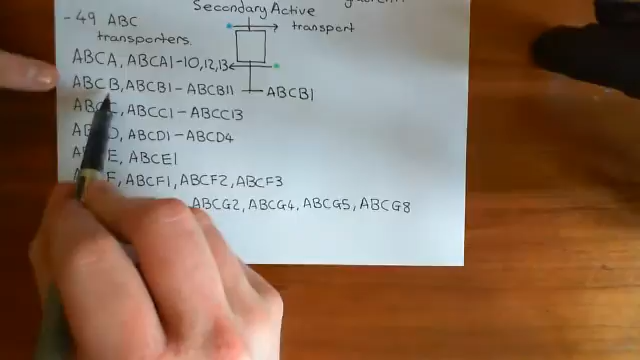 Secondary Active
transport
- 49 ABC
transporters.
ABCA, ABCA1-10,12,13
ABCB, ABCB1 - ABCB11
ABCB1
ABCC1 - ABCC13
ABCD1 - ABCD4
ABCE1
ABCF1, ABCF2, ABCF3
ABCG2, ABCG4, ABCG5, ABCG8